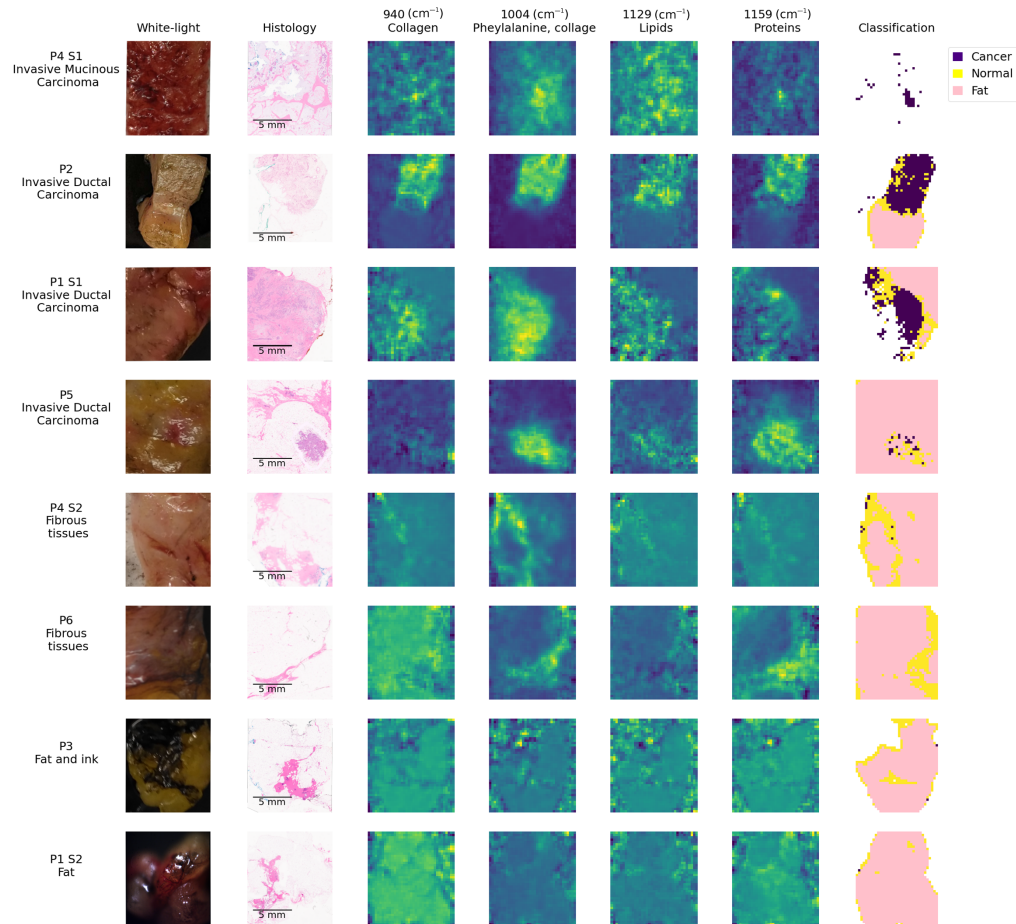 White-light
Histology
940 (cm⁻¹)
Collagen
1004 (cm⁻¹)
Pheylalanine, collage
1129 (cm⁻¹)
Lipids
1159 (cm⁻¹)
Proteins
Classification
P4 S1
Invasive Mucinous
Carcinoma
5 mm
Cancer
Normal
Fat
P2
Invasive Ductal
Carcinoma
5 mm
P1 S1
Invasive Ductal
Carcinoma
5 mm
P5
Invasive Ductal
Carcinoma
5 mm
P4 S2
Fibrous
tissues
5 mm
P6
Fibrous
tissues
5 mm
P3
Fat and ink
5 mm
P1 S2
Fat
5 mm